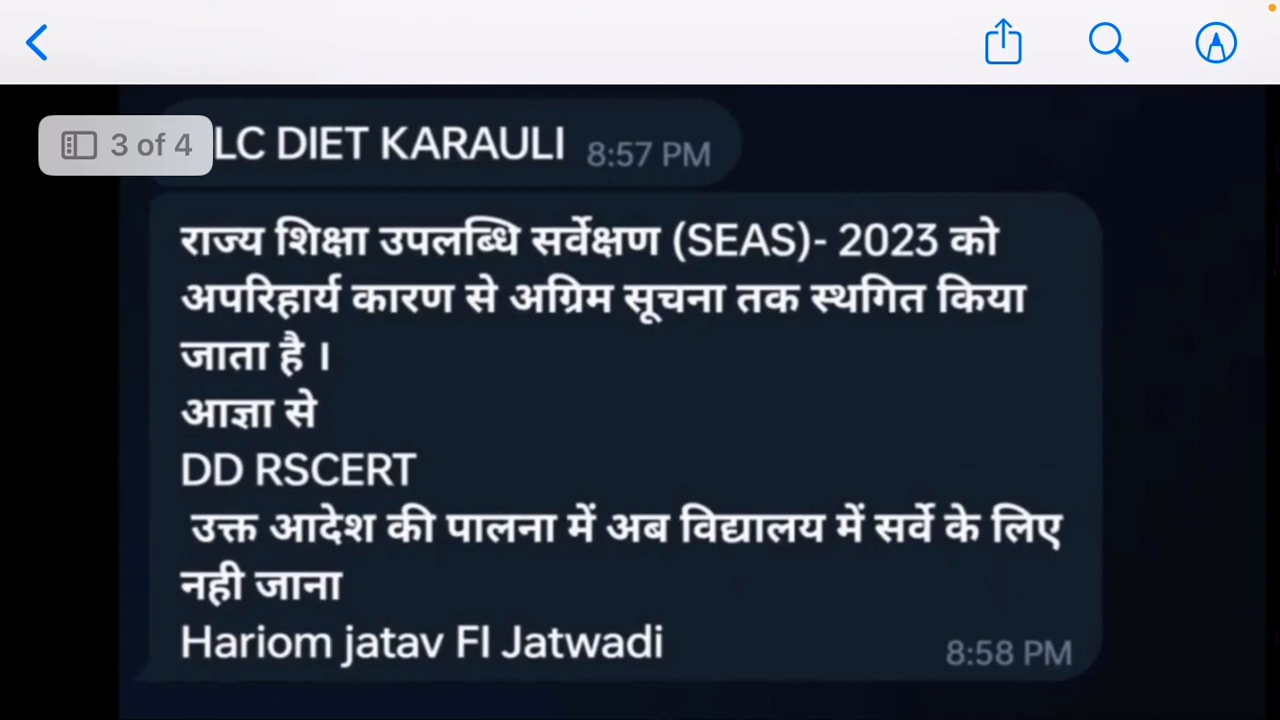 3 of 4
LC DIET KARAULI 8:57 PM
राज्य शिक्षा उपलब्धि सर्वेक्षण (SEAS)- 2023 को
अपरिहार्य कारण से अग्रिम सूचना तक स्थगित किया
जाता है ।
आज्ञा से
DD RSCERT
उक्त आदेश की पालना में अब विद्यालय में सर्वे के लिए
नही जाना
Hariom jatav FI Jatwadi 8:58 PM